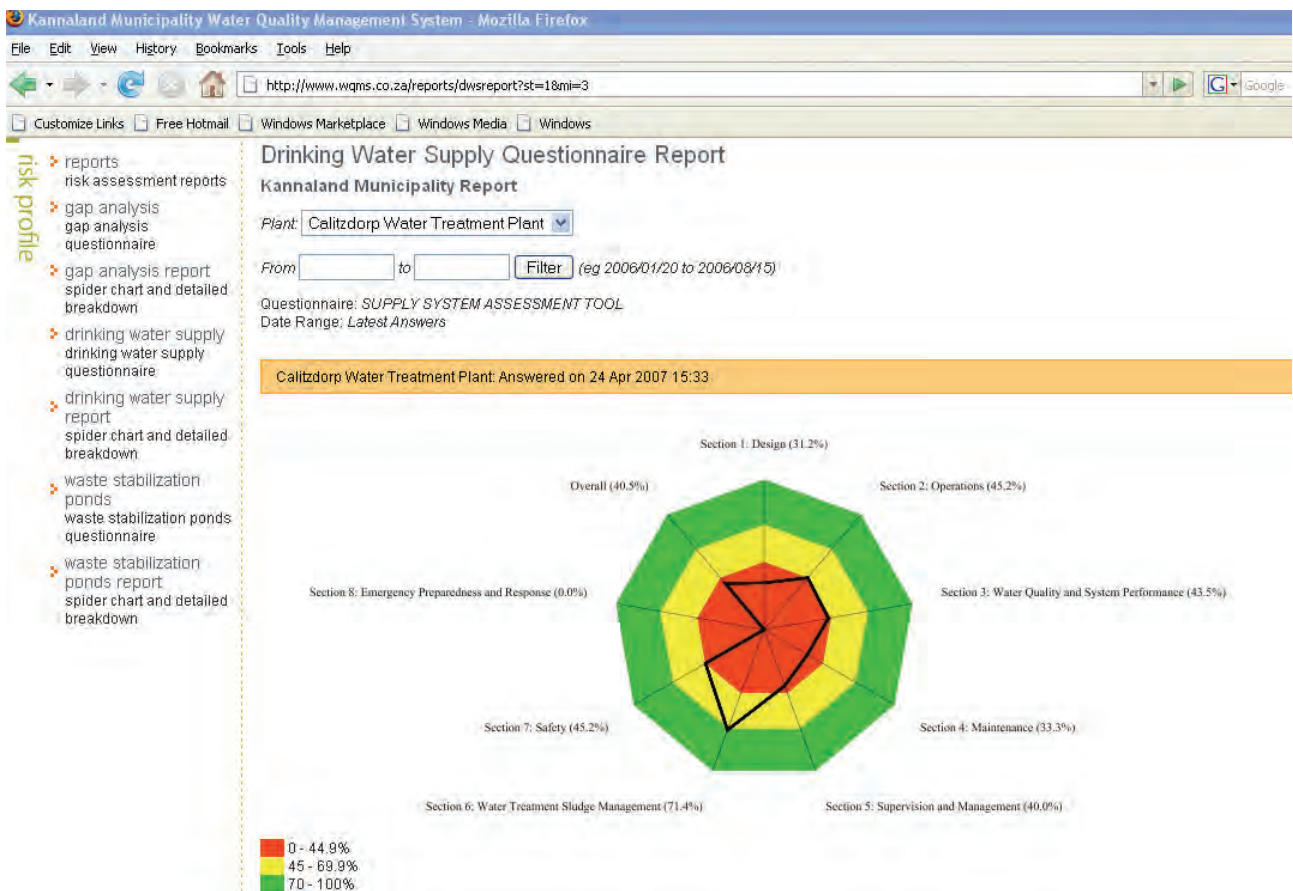 Kannaland Municipality Water Quality Management System - Mozilla Firefox
File Edit View History Bookmarks Tools Help
http://www.wqms.co.za/reports/dwsreport?st=1&mi=3
G Google
Customize Links Free Hotmail Windows Marketplace Windows Media Windows
risk profile
reports
risk assessment reports
gap analysis
gap analysis
questionnaire
gap analysis report
spider chart and detailed
breakdown
drinking water supply
drinking water supply
questionnaire
drinking water supply
report
spider chart and detailed
breakdown
waste stabilization
ponds
waste stabilization ponds
questionnaire
waste stabilization
ponds report
spider chart and detailed
breakdown
Drinking Water Supply Questionnaire Report
Kannaland Municipality Report
Plant: Calitzdorp Water Treatment Plant
From to Filter (eg 2006/01/20 to 2006/08/15)
Questionnaire: SUPPLY SYSTEM ASSESSMENT TOOL
Date Range: Latest Answers
Calitzdorp Water Treatment Plant: Answered on 24 Apr 2007 15:33
Section 1: Design (31.2%)
Overall (40.5%)
Section 2: Operations (45.2%)
Section 8: Emergency Preparedness and Response (0.0%)
Section 3: Water Quality and System Performance (43.5%)
Section 7: Safety (45.2%)
Section 4: Maintenance (33.3%)
Section 6: Water Treatment Sludge Management (71.4%)
Section 5: Supervision and Management (40.0%)
0 - 44.9%
45 - 69.9%
70 - 100%